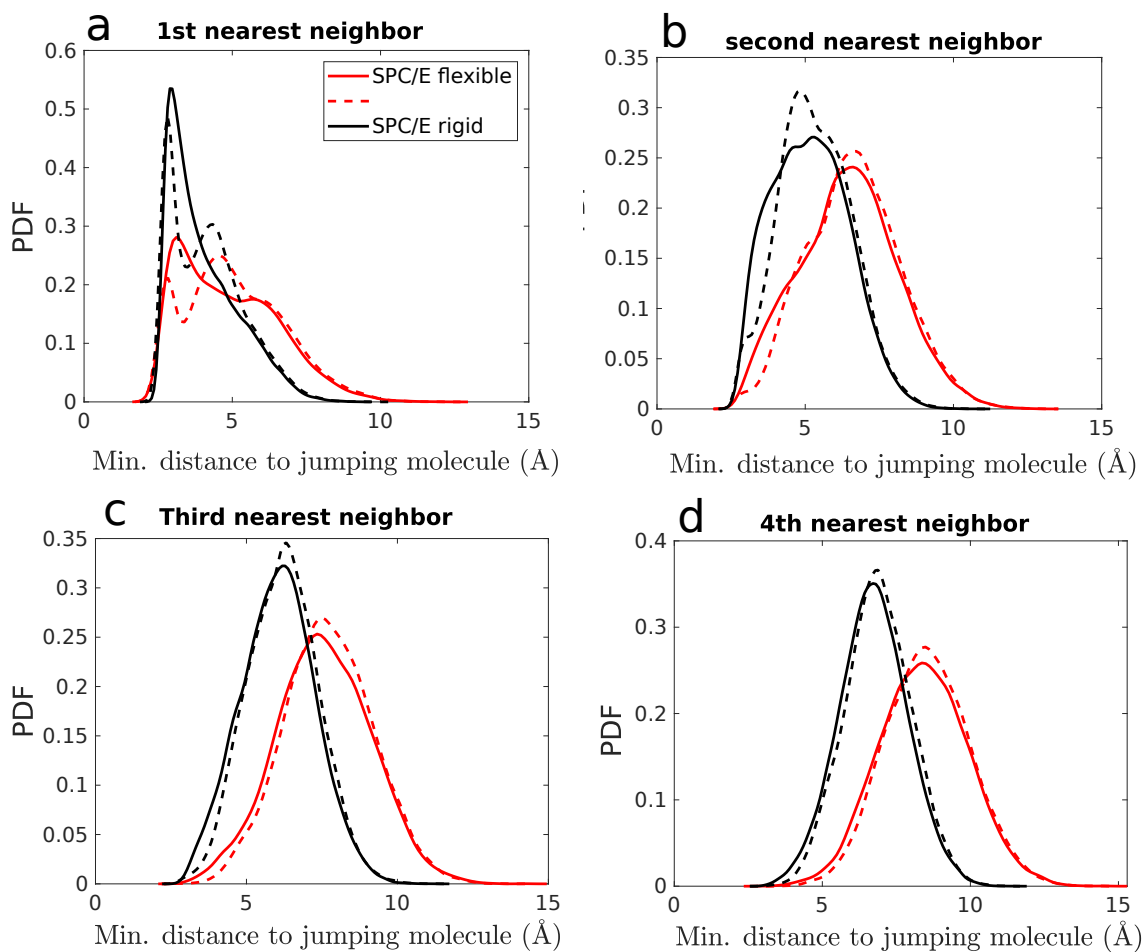 a
1st nearest neighbor
0.6
0.5
0.4
0.3
0.2
0.1
0
PDF
SPC/E flexible
SPC/E rigid
0 5 10 15
Min. distance to jumping molecule (Å)
b
second nearest neighbor
0.35
0.3
0.25
0.2
0.15
0.1
0.05
0
0 5 10 15
Min. distance to jumping molecule (Å)
c
Third nearest neighbor
0.35
0.3
0.25
0.2
0.15
0.1
0.05
0
PDF
0 5 10 15
Min. distance to jumping molecule (Å)
d
4th nearest neighbor
0.4
0.3
0.2
0.1
0
PDF
0 5 10 15
Min. distance to jumping molecule (Å)